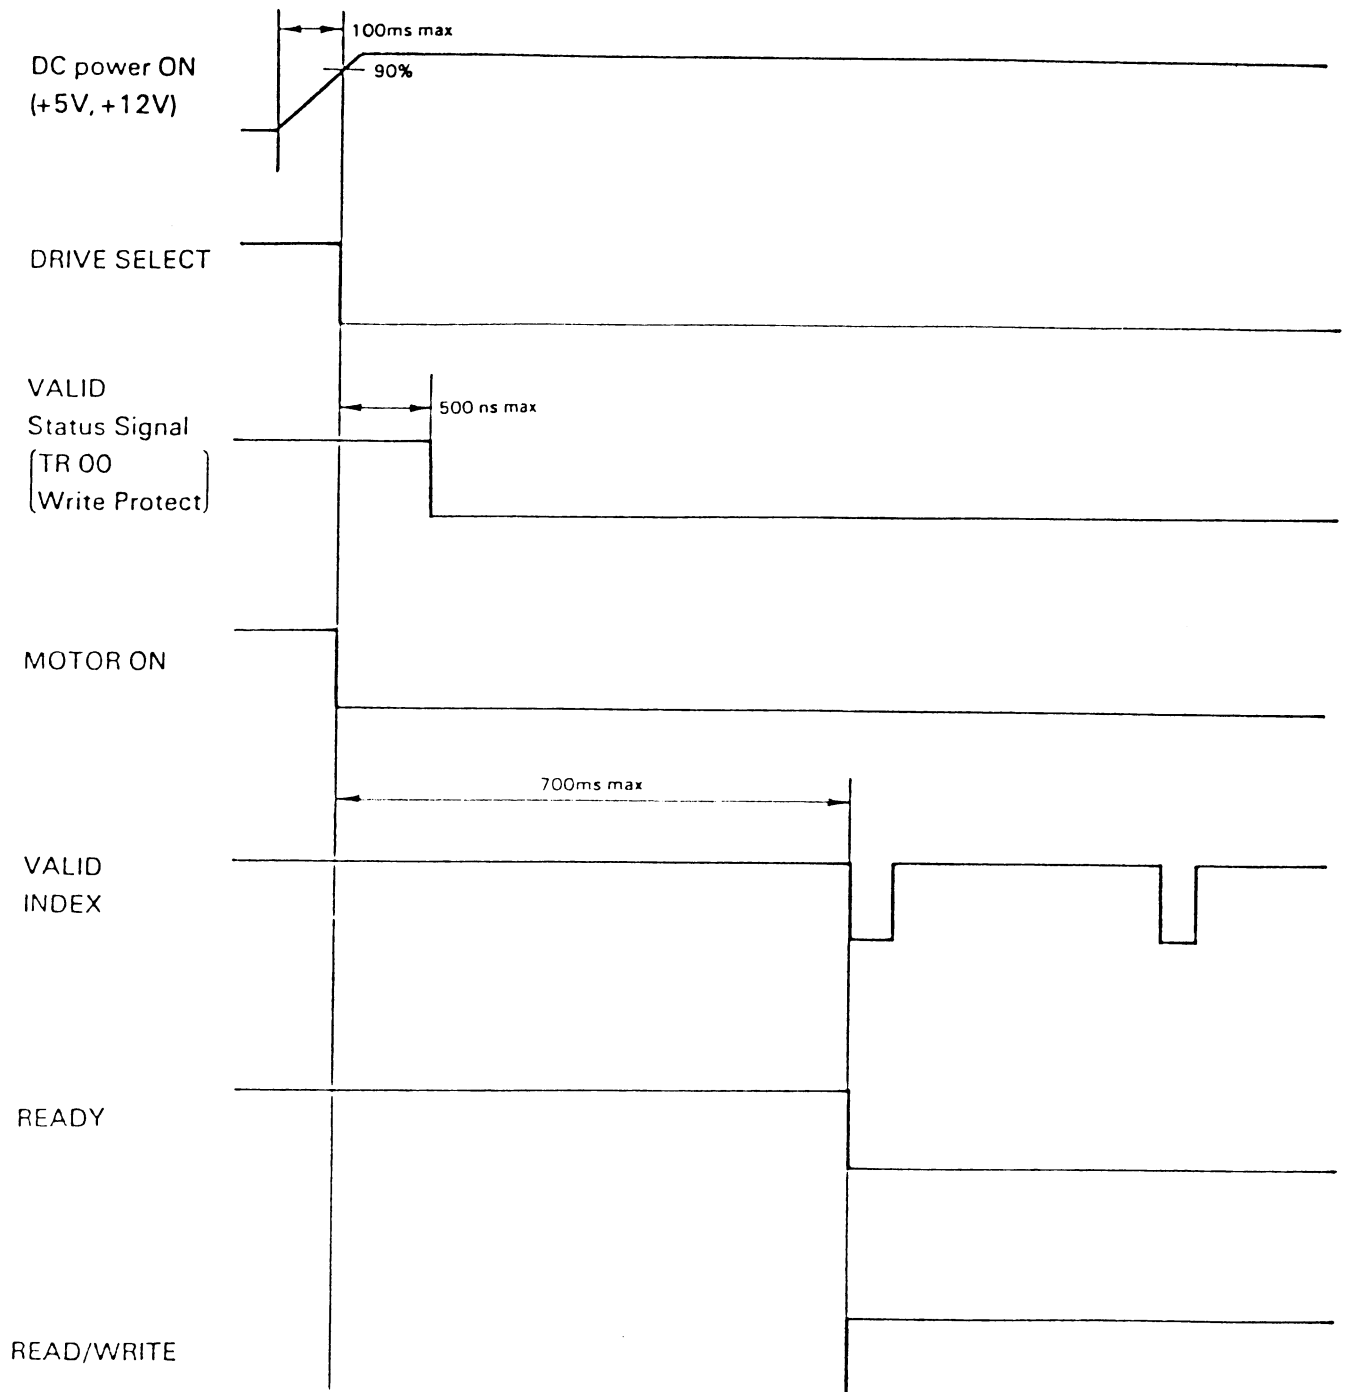 100ms max
DC power ON
90%
(+5V, +12V)
DRIVE SELECT
VALID
500 ns max
Status Signal
TR 00
Write Protect
MOTOR ON
700ms max
VALID
INDEX
READY
READ/WRITE